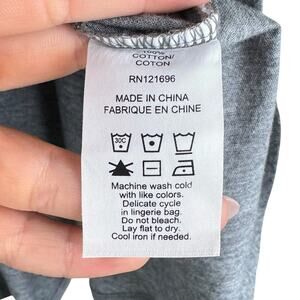 100%
COTTON/
COTON
RN121696
MADE IN CHINA
FABRIQUE EN CHINE
30C
Machine wash cold
with like colors.
Delicate cycle
in lingerie bag.
Do not bleach.
Lay flat to dry.
Cool iron if needed.